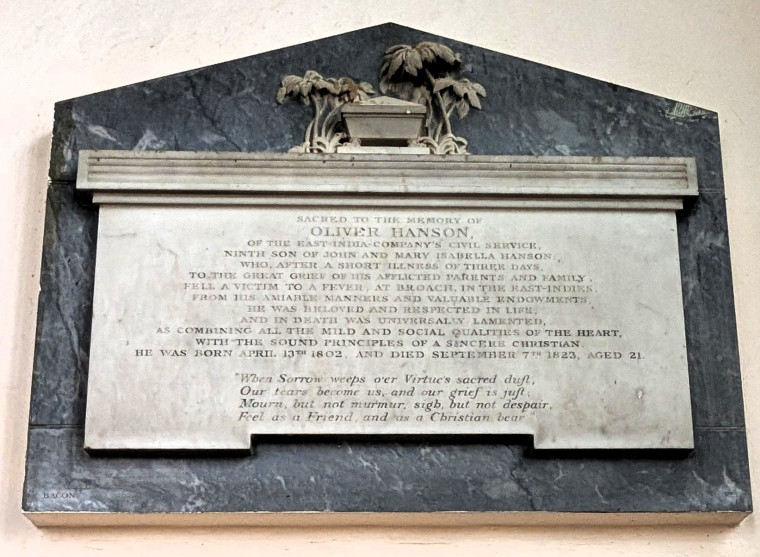 SACRED TO THE MEMORY OF
OLIVER HANSON,
OF THE EAST-INDIA-COMPANY'S CIVIL SERVICE,
NINTH SON OF JOHN AND MARY ISABELLA HANSON,
WHO, AFTER A SHORT ILLNESS OF THREE DAYS,
TO THE GREAT GRIEF OF HIS AFFLICTED PARENTS AND FAMILY,
FELL A VICTIM TO A FEVER, AT BROACH, IN THE EAST-INDIES.
FROM HIS AMIABLE MANNERS AND VALUABLE ENDOWMENTS,
HE WAS BELOVED AND RESPECTED IN LIFE,
AND IN DEATH WAS UNIVERSALLY LAMENTED,
AS COMBINING ALL THE MILD AND SOCIAL QUALITIES OF THE HEART,
WITH THE SOUND PRINCIPLES OF A SINCERE CHRISTIAN.
HE WAS BORN APRIL 13TH 1802, AND DIED SEPTEMBER 7TH 1823, AGED 21.
"When Sorrow weeps o'er Virtue's sacred dust,
Our tears become us, and our grief is just,
Mourn, but not murmur, sigh, but not despair,
Feel as a Friend, and as a Christian bear."
BACON